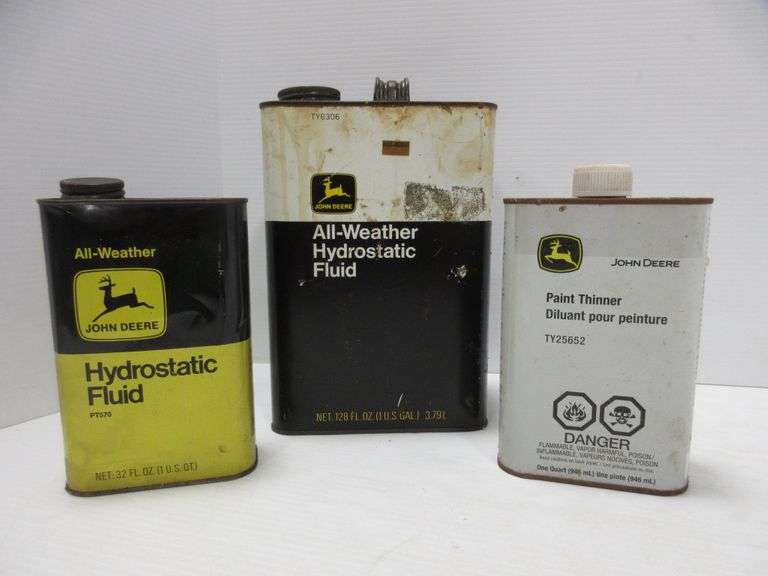 All-Weather
JOHN DEERE
Hydrostatic
Fluid
PT570
NET: 32 FL. OZ. (1 U.S. QT.)
TY6306
JOHN DEERE
All-Weather
Hydrostatic
Fluid
NET. 128 FL. OZ. (1 U.S. GAL.) 3.79 L
JOHN DEERE
Paint Thinner
Diluant pour peinture
TY25652
DANGER
FLAMMABLE, VAPOR HARMFUL, POISON/
INFLAMMABLE, VAPEURS NOCIVES, POISON
One Quart (946 mL) Une pinte (946 mL)